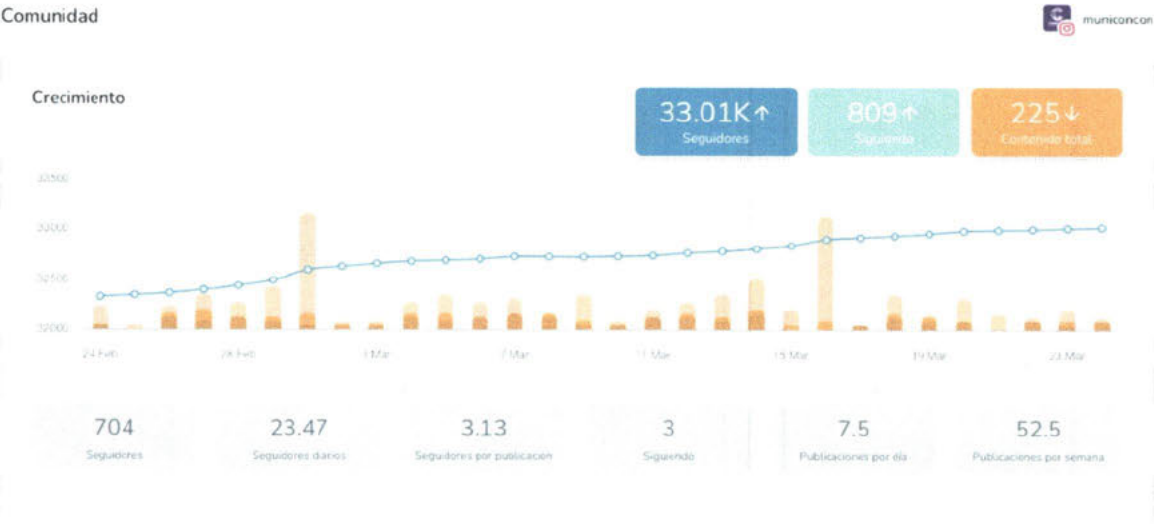 Comunidad
municoncon
Crecimiento
33.01K↑
Seguidores
809↑
Siguiendo
225↓
Contenido total
33500
33000
32500
32000
24 Feb
28 Feb
3 Mar
7 Mar
11 Mar
15 Mar
19 Mar
23 Mar
704
Seguidores
23.47
Seguidores diarios
3.13
Seguidores por publicacion
3
Siguiendo
7.5
Publicaciones por día
52.5
Publicaciones por semana